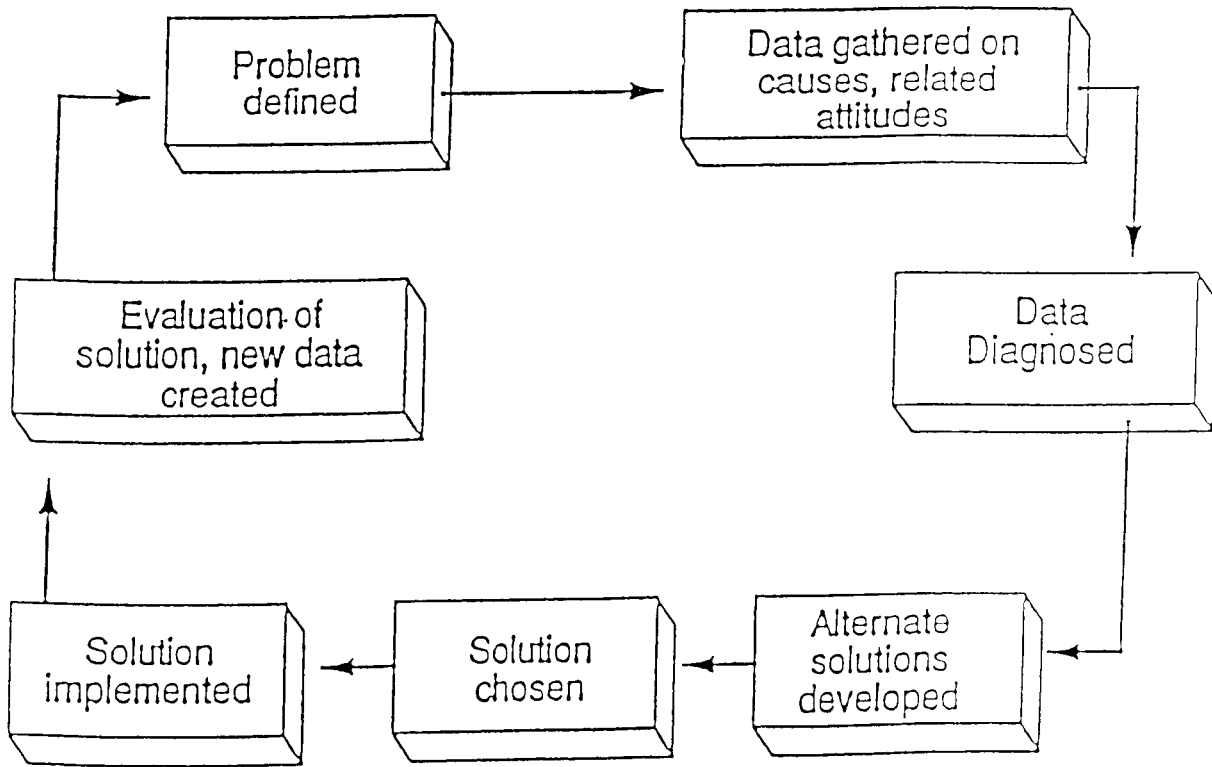 Problem
defined
Data gathered on
causes, related
attitudes
Data
Diagnosed
Alternate
solutions
developed
Solution
chosen
Solution
implemented
Evaluation of
solution, new data
created